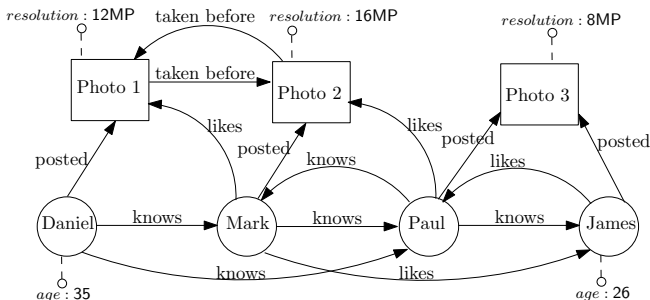 resolution : 12MP
taken before
resolution : 16MP
resolution : 8MP
taken before
Photo 1
Photo 2
Photo 3
likes
likes
posted
posted
posted
posted
knows
likes
Daniel
knows
Mark
knows
Paul
knows
James
knows
likes
age : 35
age : 26